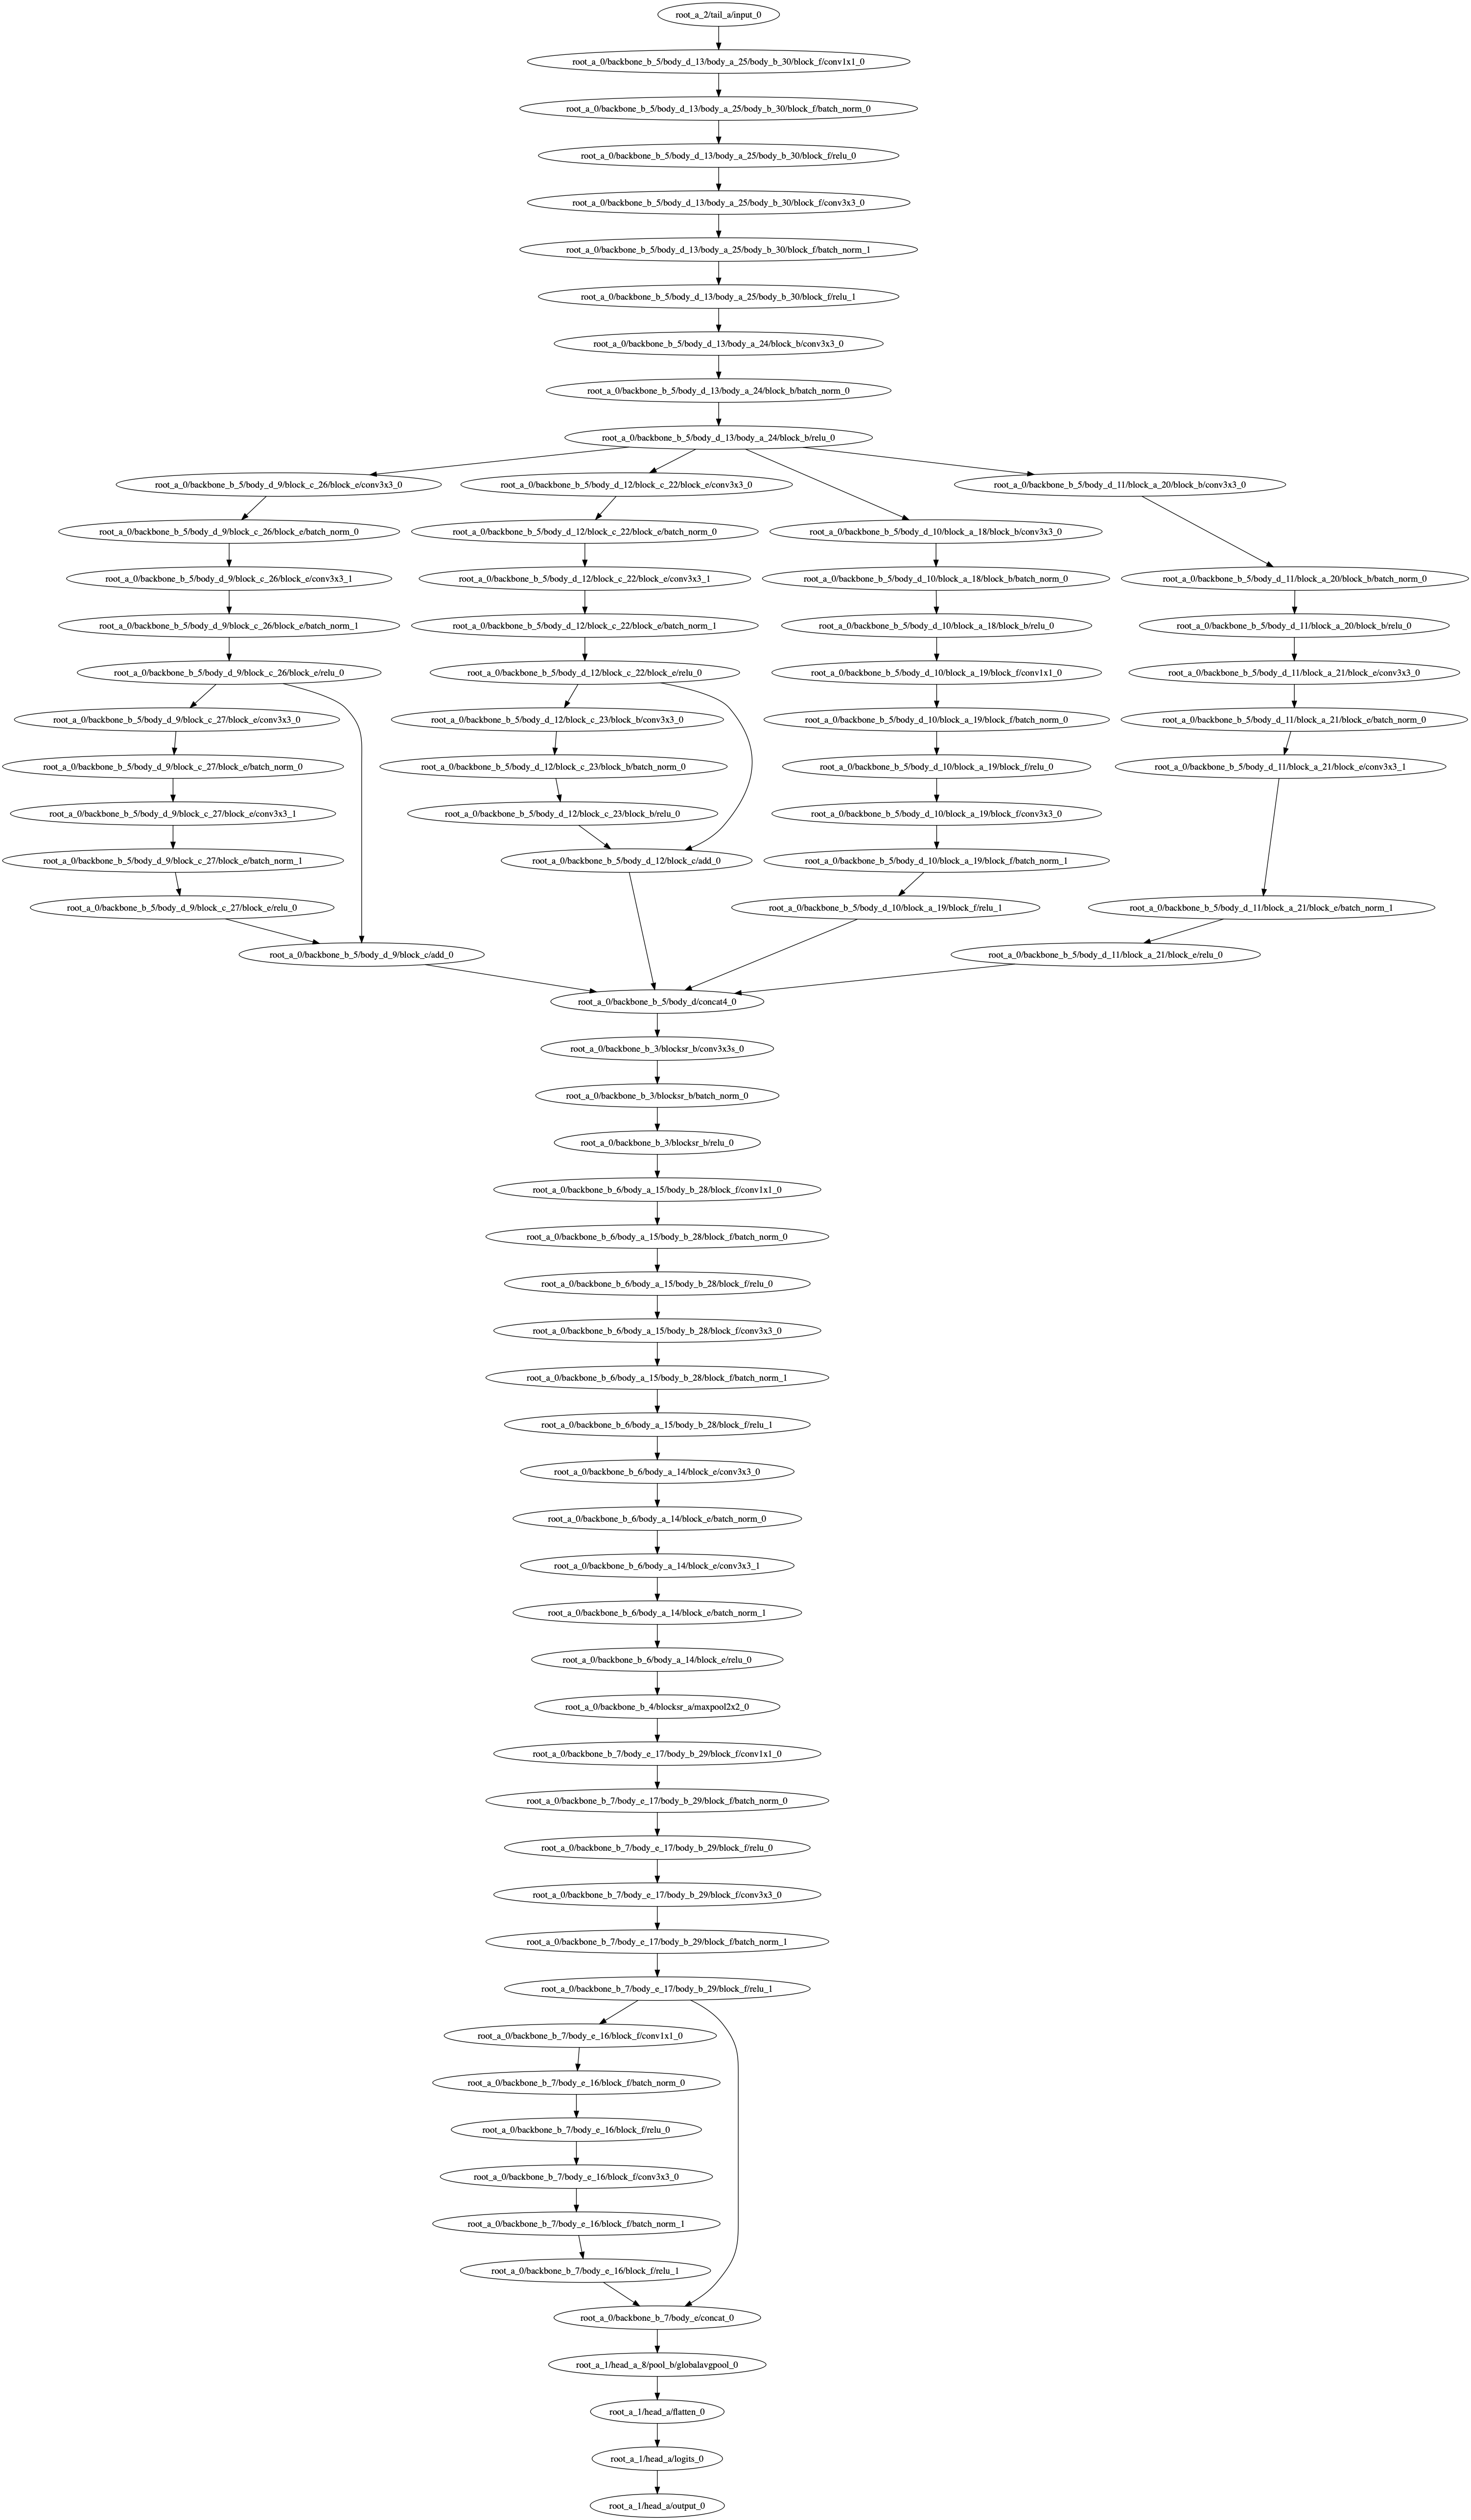 root_a_2/tail_a/input_0
root_a_0/backbone_b_5/body_d_13/body_a_25/body_b_30/block_f/conv1x1_0
root_a_0/backbone_b_5/body_d_13/body_a_25/body_b_30/block_f/batch_norm_0
root_a_0/backbone_b_5/body_d_13/body_a_25/body_b_30/block_f/relu_0
root_a_0/backbone_b_5/body_d_13/body_a_25/body_b_30/block_f/conv3x3_0
root_a_0/backbone_b_5/body_d_13/body_a_25/body_b_30/block_f/batch_norm_1
root_a_0/backbone_b_5/body_d_13/body_a_25/body_b_30/block_f/relu_1
root_a_0/backbone_b_5/body_d_13/body_a_24/block_b/conv3x3_0
root_a_0/backbone_b_5/body_d_13/body_a_24/block_b/batch_norm_0
root_a_0/backbone_b_5/body_d_13/body_a_24/block_b/relu_0
root_a_0/backbone_b_5/body_d_9/block_c_26/block_e/conv3x3_0
root_a_0/backbone_b_5/body_d_12/block_c_22/block_e/conv3x3_0
root_a_0/backbone_b_5/body_d_11/block_a_20/block_b/conv3x3_0
root_a_0/backbone_b_5/body_d_9/block_c_26/block_e/batch_norm_0
root_a_0/backbone_b_5/body_d_12/block_c_22/block_e/batch_norm_0
root_a_0/backbone_b_5/body_d_10/block_a_18/block_b/conv3x3_0
root_a_0/backbone_b_5/body_d_9/block_c_26/block_e/conv3x3_1
root_a_0/backbone_b_5/body_d_12/block_c_22/block_e/conv3x3_1
root_a_0/backbone_b_5/body_d_10/block_a_18/block_b/batch_norm_0
root_a_0/backbone_b_5/body_d_11/block_a_20/block_b/batch_norm_0
root_a_0/backbone_b_5/body_d_9/block_c_26/block_e/batch_norm_1
root_a_0/backbone_b_5/body_d_12/block_c_22/block_e/batch_norm_1
root_a_0/backbone_b_5/body_d_10/block_a_18/block_b/relu_0
root_a_0/backbone_b_5/body_d_11/block_a_20/block_b/relu_0
root_a_0/backbone_b_5/body_d_9/block_c_26/block_e/relu_0
root_a_0/backbone_b_5/body_d_12/block_c_22/block_e/relu_0
root_a_0/backbone_b_5/body_d_10/block_a_19/block_f/conv1x1_0
root_a_0/backbone_b_5/body_d_11/block_a_21/block_e/conv3x3_0
root_a_0/backbone_b_5/body_d_9/block_c_27/block_e/conv3x3_0
root_a_0/backbone_b_5/body_d_12/block_c_23/block_b/conv3x3_0
root_a_0/backbone_b_5/body_d_10/block_a_19/block_f/batch_norm_0
root_a_0/backbone_b_5/body_d_11/block_a_21/block_e/batch_norm_0
root_a_0/backbone_b_5/body_d_9/block_c_27/block_e/batch_norm_0
root_a_0/backbone_b_5/body_d_12/block_c_23/block_b/batch_norm_0
root_a_0/backbone_b_5/body_d_10/block_a_19/block_f/relu_0
root_a_0/backbone_b_5/body_d_11/block_a_21/block_e/conv3x3_1
root_a_0/backbone_b_5/body_d_9/block_c_27/block_e/conv3x3_1
root_a_0/backbone_b_5/body_d_12/block_c_23/block_b/relu_0
root_a_0/backbone_b_5/body_d_10/block_a_19/block_f/conv3x3_0
root_a_0/backbone_b_5/body_d_9/block_c_27/block_e/batch_norm_1
root_a_0/backbone_b_5/body_d_12/block_c/add_0
root_a_0/backbone_b_5/body_d_10/block_a_19/block_f/batch_norm_1
root_a_0/backbone_b_5/body_d_9/block_c_27/block_e/relu_0
root_a_0/backbone_b_5/body_d_10/block_a_19/block_f/relu_1
root_a_0/backbone_b_5/body_d_11/block_a_21/block_e/batch_norm_1
root_a_0/backbone_b_5/body_d_9/block_c/add_0
root_a_0/backbone_b_5/body_d_11/block_a_21/block_e/relu_0
root_a_0/backbone_b_5/body_d/concat4_0
root_a_0/backbone_b_3/blocksr_b/conv3x3s_0
root_a_0/backbone_b_3/blocksr_b/batch_norm_0
root_a_0/backbone_b_3/blocksr_b/relu_0
root_a_0/backbone_b_6/body_a_15/body_b_28/block_f/conv1x1_0
root_a_0/backbone_b_6/body_a_15/body_b_28/block_f/batch_norm_0
root_a_0/backbone_b_6/body_a_15/body_b_28/block_f/relu_0
root_a_0/backbone_b_6/body_a_15/body_b_28/block_f/conv3x3_0
root_a_0/backbone_b_6/body_a_15/body_b_28/block_f/batch_norm_1
root_a_0/backbone_b_6/body_a_15/body_b_28/block_f/relu_1
root_a_0/backbone_b_6/body_a_14/block_e/conv3x3_0
root_a_0/backbone_b_6/body_a_14/block_e/batch_norm_0
root_a_0/backbone_b_6/body_a_14/block_e/conv3x3_1
root_a_0/backbone_b_6/body_a_14/block_e/batch_norm_1
root_a_0/backbone_b_6/body_a_14/block_e/relu_0
root_a_0/backbone_b_4/blocksr_a/maxpool2x2_0
root_a_0/backbone_b_7/body_e_17/body_b_29/block_f/conv1x1_0
root_a_0/backbone_b_7/body_e_17/body_b_29/block_f/batch_norm_0
root_a_0/backbone_b_7/body_e_17/body_b_29/block_f/relu_0
root_a_0/backbone_b_7/body_e_17/body_b_29/block_f/conv3x3_0
root_a_0/backbone_b_7/body_e_17/body_b_29/block_f/batch_norm_1
root_a_0/backbone_b_7/body_e_17/body_b_29/block_f/relu_1
root_a_0/backbone_b_7/body_e_16/block_f/conv1x1_0
root_a_0/backbone_b_7/body_e_16/block_f/batch_norm_0
root_a_0/backbone_b_7/body_e_16/block_f/relu_0
root_a_0/backbone_b_7/body_e_16/block_f/conv3x3_0
root_a_0/backbone_b_7/body_e_16/block_f/batch_norm_1
root_a_0/backbone_b_7/body_e_16/block_f/relu_1
root_a_0/backbone_b_7/body_e/concat_0
root_a_1/head_a_8/pool_b/globalavgpool_0
root_a_1/head_a/flatten_0
root_a_1/head_a/logits_0
root_a_1/head_a/output_0